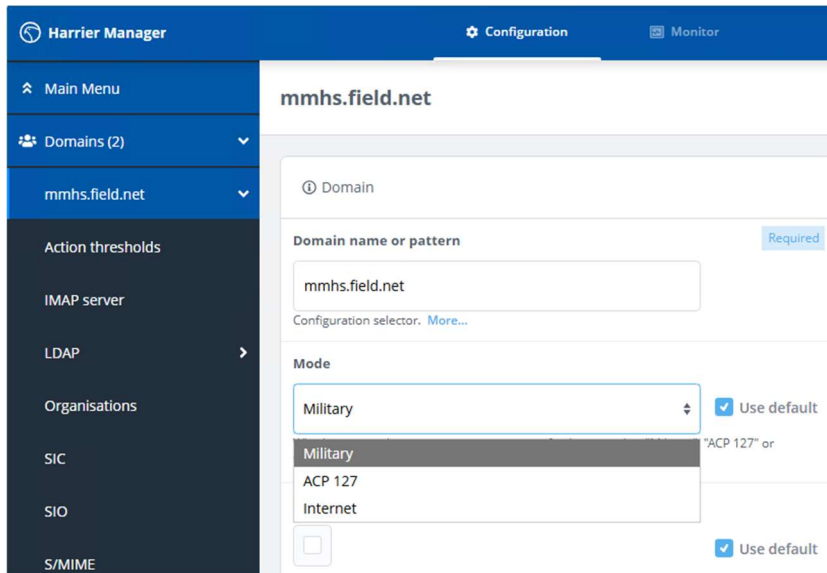 Harrier Manager
Configuration
Monitor
Main Menu
Domains (2)
mmhs.field.net
Action thresholds
IMAP server
LDAP
Organisations
SIC
SIO
S/MIME
mmhs.field.net
Domain
Domain name or pattern
Required
mmhs.field.net
Configuration selector. More...
Mode
Military
Use default
"ACP 127" or
Military
ACP 127
Internet
Use default